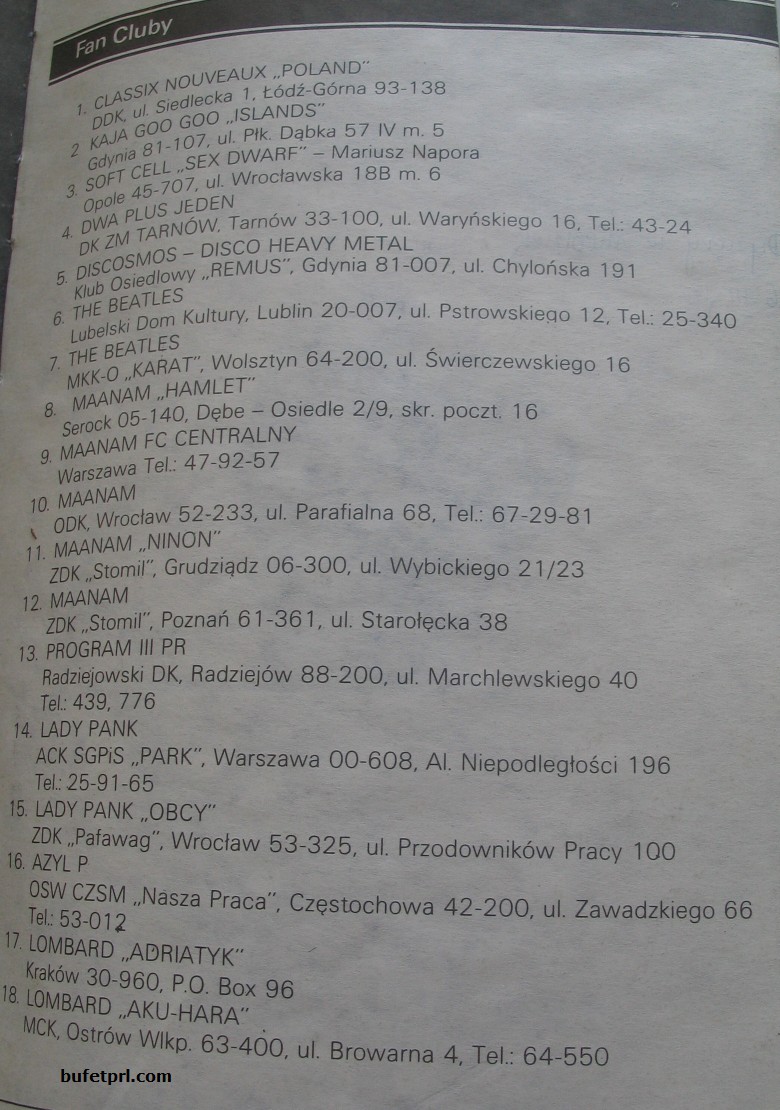 Fan Cluby
1. CLASSIX NOUVEAUX „POLAND"
DDK, ul. Siedlecka 1, Łódź-Górna 93-138
2 KAJA GOO GOO „ISLANDS"
Gdynia 81-107, ul. Płk. Dąbka 57 IV m. 5
3. SOFT CELL „SEX DWARF" – Mariusz Napora
Opole 45-707, ul. Wrocławska 18B m. 6
4. DWA PLUS JEDEN
DK ZM TARNÓW, Tarnów 33-100, ul. Waryńskiego 16, Tel.: 43-24
5. DISCOSMOS – DISCO HEAVY METAL
Klub Osiedlowy „REMUS", Gdynia 81-007, ul. Chylońska 191
6. THE BEATLES
Lubelski Dom Kultury, Lublin 20-007, ul. Pstrowskiego 12, Tel.: 25-340
7. THE BEATLES
MKK-O „KARAT", Wolsztyn 64-200, ul. Świerczewskiego 16
8. MAANAM „HAMLET"
Serock 05-140, Dębe – Osiedle 2/9, skr. poczt. 16
9. MAANAM FC CENTRALNY
Warszawa Tel.: 47-92-57
10. MAANAM
ODK, Wrocław 52-233, ul. Parafialna 68, Tel.: 67-29-81
11. MAANAM „NINON"
ZDK „Stomil", Grudziądz 06-300, ul. Wybickiego 21/23
12. MAANAM
ZDK „Stomil", Poznań 61-361, ul. Starołęcka 38
13. PROGRAM III PR
Radziejowski DK, Radziejów 88-200, ul. Marchlewskiego 40
Tel.: 439, 776
14. LADY PANK
ACK SGPiS „PARK", Warszawa 00-608, Al. Niepodległości 196
Tel.: 25-91-65
15. LADY PANK „OBCY"
ZDK „Pafawag", Wrocław 53-325, ul. Przodowników Pracy 100
16. AZYL P
OSW CZSM „Nasza Praca", Częstochowa 42-200, ul. Zawadzkiego 66
Tel.: 53-012
17. LOMBARD „ADRIATYK"
Kraków 30-960, P.O. Box 96
18. LOMBARD „AKU-HARA"
MCK, Ostrów Wlkp. 63-400, ul. Browarna 4, Tel.: 64-550
bufetprl.com